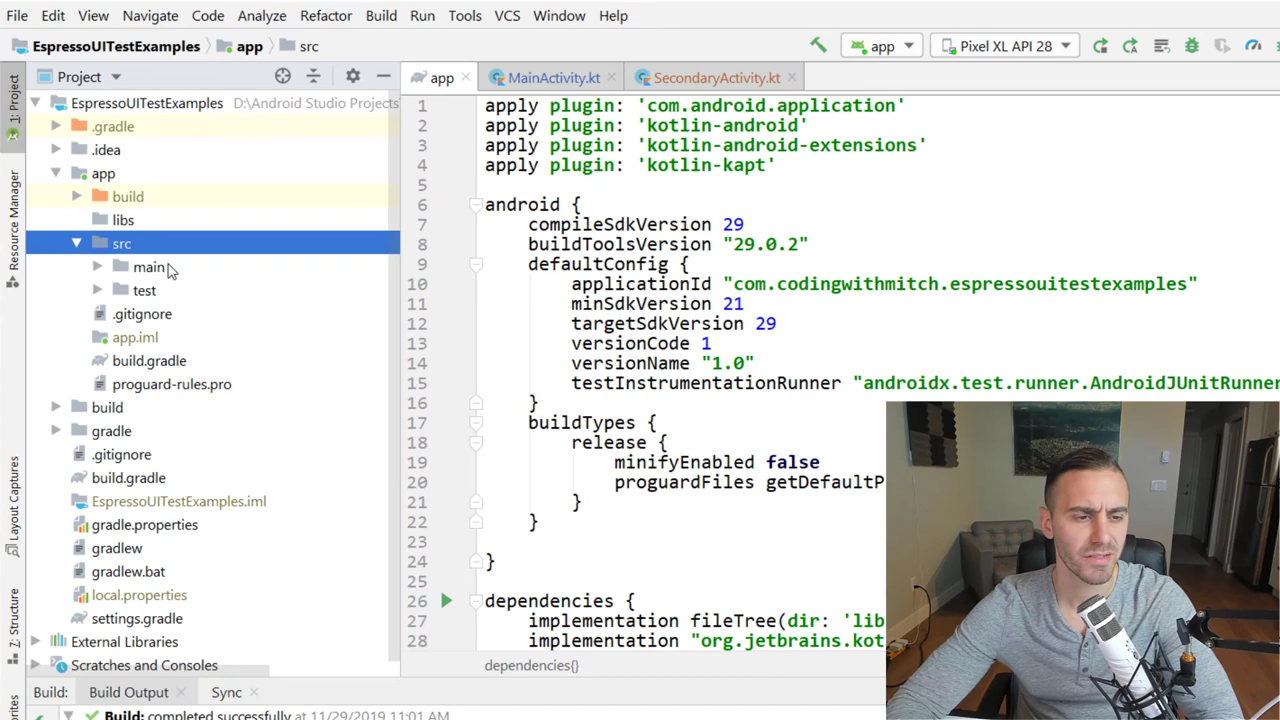 File Edit View Navigate Code Analyze Refactor Build Run Tools VCS Window Help
EspressoUITestExamples app src app Pixel XL API 28
Project
app MainActivity.kt SecondaryActivity.kt
1: Project
Resource Manager
Layout Captures
7: Structure
EspressoUITestExamples D:\Android Studio Projects
.gradle
.idea
app
build
libs
src
main
test
.gitignore
app.iml
build.gradle
proguard-rules.pro
build
gradle
.gitignore
build.gradle
EspressoUITestExamples.iml
gradle.properties
gradlew
gradlew.bat
local.properties
settings.gradle
External Libraries
Scratches and Consoles
1 apply plugin: 'com.android.application'
2 apply plugin: 'kotlin-android'
3 apply plugin: 'kotlin-android-extensions'
4 apply plugin: 'kotlin-kapt'
5
6 android {
7 compileSdkVersion 29
8 buildToolsVersion "29.0.2"
9 defaultConfig {
10 applicationId "com.codingwithmitch.espressouitestexamples"
11 minSdkVersion 21
12 targetSdkVersion 29
13 versionCode 1
14 versionName "1.0"
15 testInstrumentationRunner "androidx.test.runner.AndroidJUnitRunner
16 }
17 buildTypes {
18 release {
19 minifyEnabled false
20 proguardFiles getDefaultP
21 }
22 }
23
24 }
25
26 dependencies {
27 implementation fileTree(dir: 'lib
28 implementation "org.jetbrains.kot
dependencies{}
Build: Build Output Sync
Build: completed successfully at 11/29/2019 11:01 AM